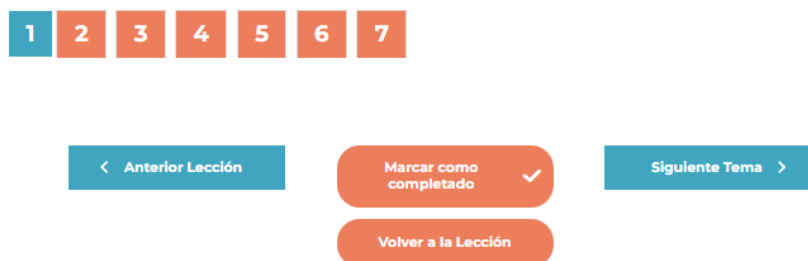 1 2 3 4 5 6 7
Anterior Lección
Marcar como
completado
Siguiente Tema
Volver a la Lección